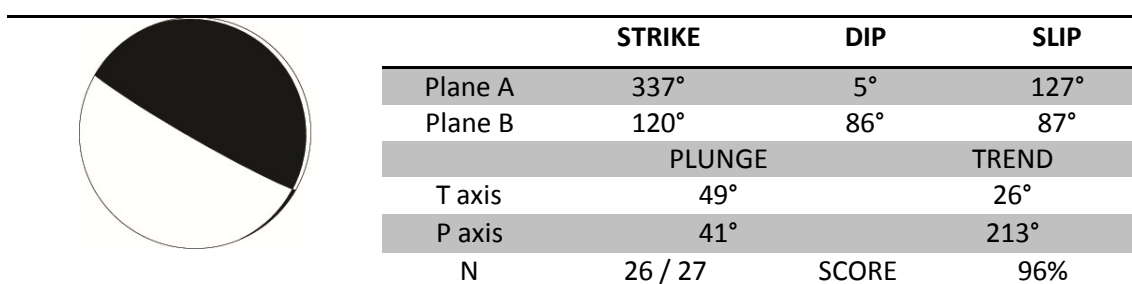 STRIKE DIP SLIP
Plane A 337° 5° 127°
Plane B 120° 86° 87°
PLUNGE TREND
T axis 49° 26°
P axis 41° 213°
N 26 / 27 SCORE 96%